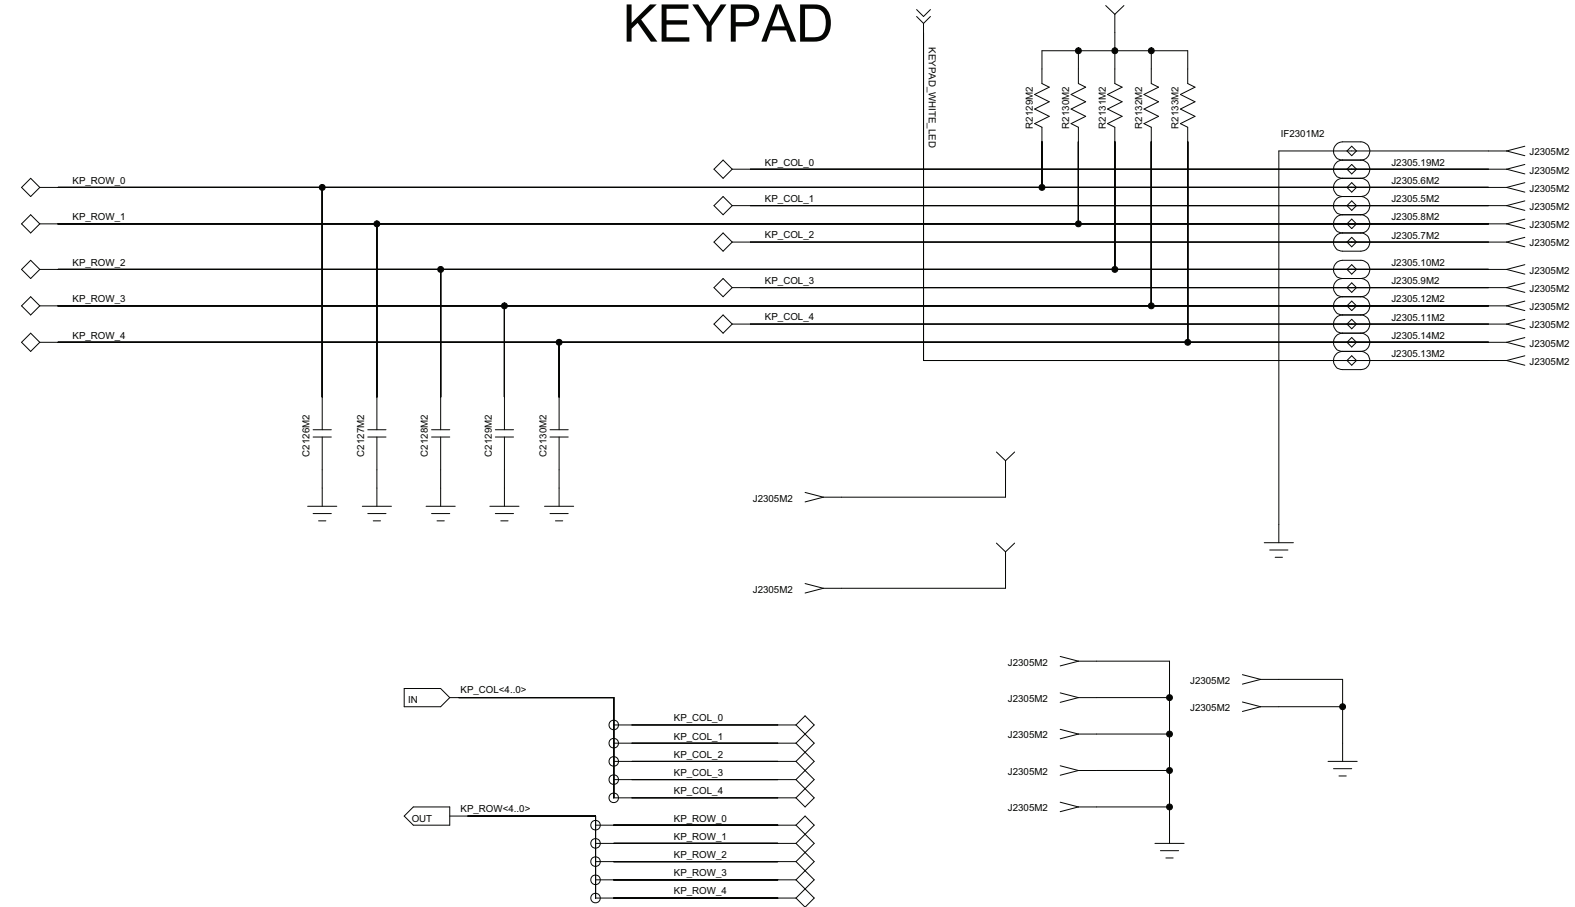 KEYPAD
KEYPAD_WHITE_LED
R2129M2
R2130M2
R2131M2
R2132M2
R2133M2
IF2301M2
J2305M2
KP_COL_0
J2305.19M2
J2305M2
KP_ROW_0
J2305.6M2
J2305M2
KP_COL_1
J2305.5M2
J2305M2
KP_ROW_1
J2305.8M2
J2305M2
KP_COL_2
J2305.7M2
J2305M2
KP_ROW_2
J2305.10M2
J2305M2
KP_COL_3
J2305.9M2
J2305M2
KP_ROW_3
J2305.12M2
J2305M2
KP_COL_4
J2305.11M2
J2305M2
KP_ROW_4
J2305.14M2
J2305M2
J2305.13M2
J2305M2
C2126M2
C2127M2
C2128M2
C2129M2
C2130M2
J2305M2
J2305M2
J2305M2
J2305M2
J2305M2
J2305M2
J2305M2
J2305M2
J2305M2
IN
KP_COL<4..0>
KP_COL_0
KP_COL_1
KP_COL_2
KP_COL_3
KP_COL_4
OUT
KP_ROW<4..0>
KP_ROW_0
KP_ROW_1
KP_ROW_2
KP_ROW_3
KP_ROW_4